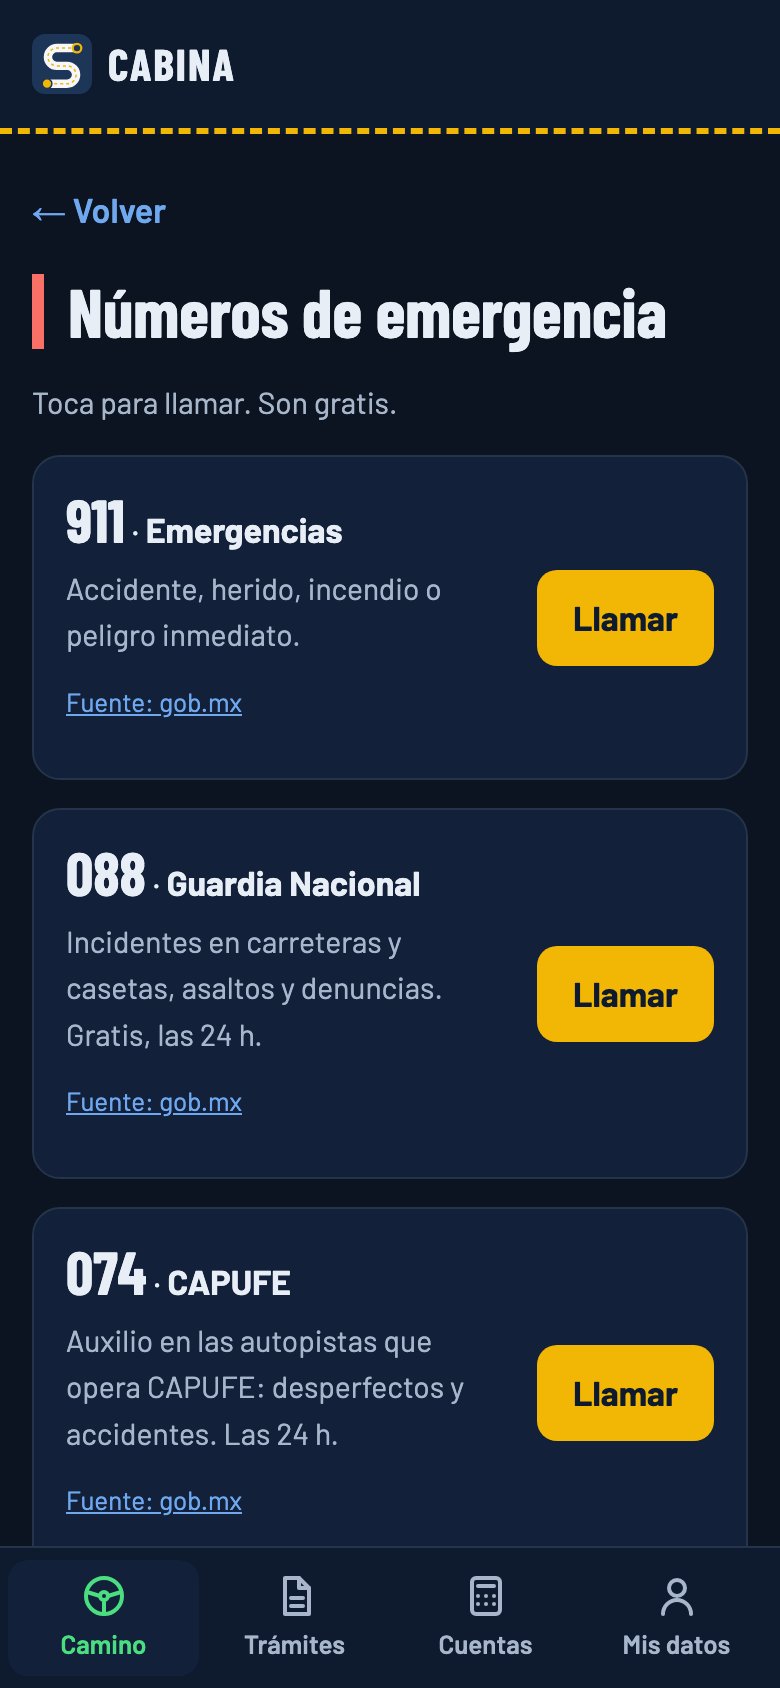 CABINA
← Volver
Números de emergencia
Toca para llamar. Son gratis.
911 · Emergencias
Accidente, herido, incendio o
peligro inmediato.
Llamar
Fuente: gob.mx
088 · Guardia Nacional
Incidentes en carreteras y
casetas, asaltos y denuncias.
Gratis, las 24 h.
Llamar
Fuente: gob.mx
074 · CAPUFE
Auxilio en las autopistas que
opera CAPUFE: desperfectos y
accidentes. Las 24 h.
Llamar
Fuente: gob.mx
Camino
Trámites
Cuentas
Mis datos